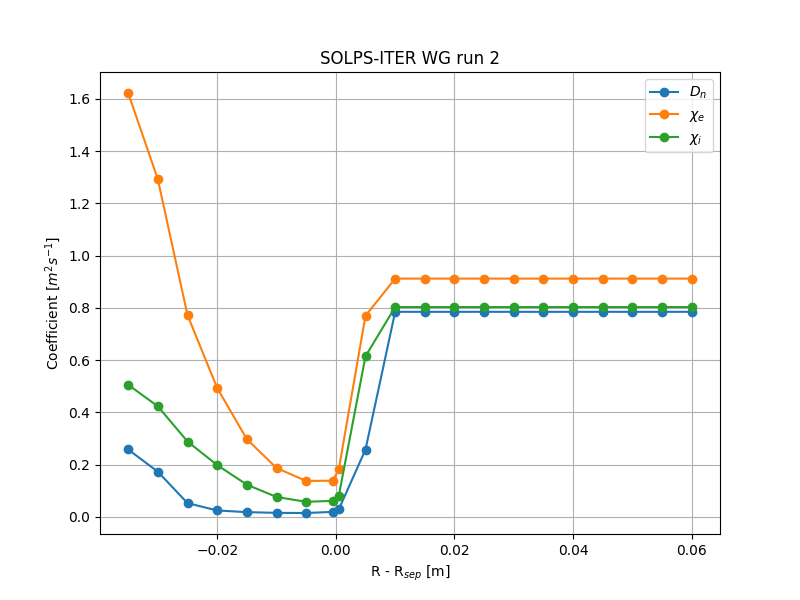 SOLPS-ITER WG run 2
D_n
χ_e
χ_i
1.6
1.4
1.2
1.0
0.8
0.6
0.4
0.2
0.0
Coefficient [m²s⁻¹]
−0.02 0.00 0.02 0.04 0.06
R - R_sep [m]